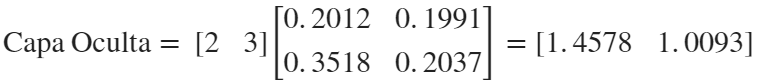 Capa Oculta = [2 3] [0.2012 0.1991
0.3518 0.2037] = [1.4578 1.0093]